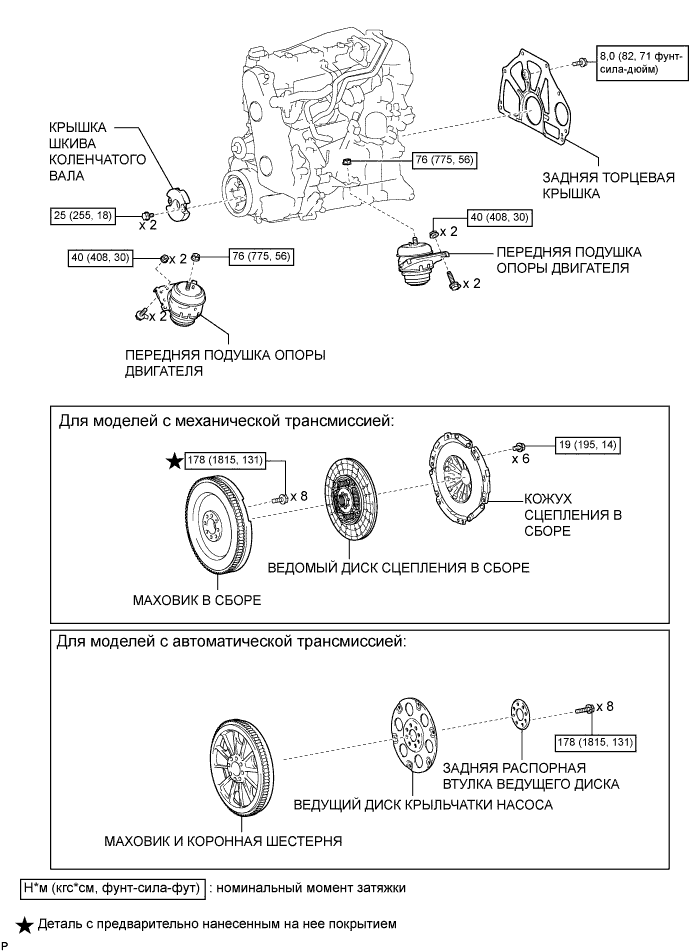 8,0 (82, 71 фунт-
сила-дюйм)
КРЫШКА
ШКИВА
КОЛЕНЧАТОГО
ВАЛА
76 (775, 56)
ЗАДНЯЯ ТОРЦЕВАЯ
КРЫШКА
25 (255, 18)
x 2
40 (408, 30)
x 2
40 (408, 30)
x 2
76 (775, 56)
ПЕРЕДНЯЯ ПОДУШКА
ОПОРЫ ДВИГАТЕЛЯ
x 2
x 2
ПЕРЕДНЯЯ ПОДУШКА ОПОРЫ
ДВИГАТЕЛЯ
Для моделей с механической трансмиссией:
19 (195, 14)
x 6
178 (1815, 131)
x 8
КОЖУХ
СЦЕПЛЕНИЯ В
СБОРЕ
ВЕДОМЫЙ ДИСК СЦЕПЛЕНИЯ В СБОРЕ
МАХОВИК В СБОРЕ
Для моделей с автоматической трансмиссией:
x 8
178 (1815, 131)
ЗАДНЯЯ РАСПОРНАЯ
ВТУЛКА ВЕДУЩЕГО ДИСКА
ВЕДУЩИЙ ДИСК КРЫЛЬЧАТКИ НАСОСА
МАХОВИК И КОРОННАЯ ШЕСТЕРНЯ
Н*м (кгс*см, фунт-сила-фут) : номинальный момент затяжки
★ Деталь с предварительно нанесенным на нее покрытием
P